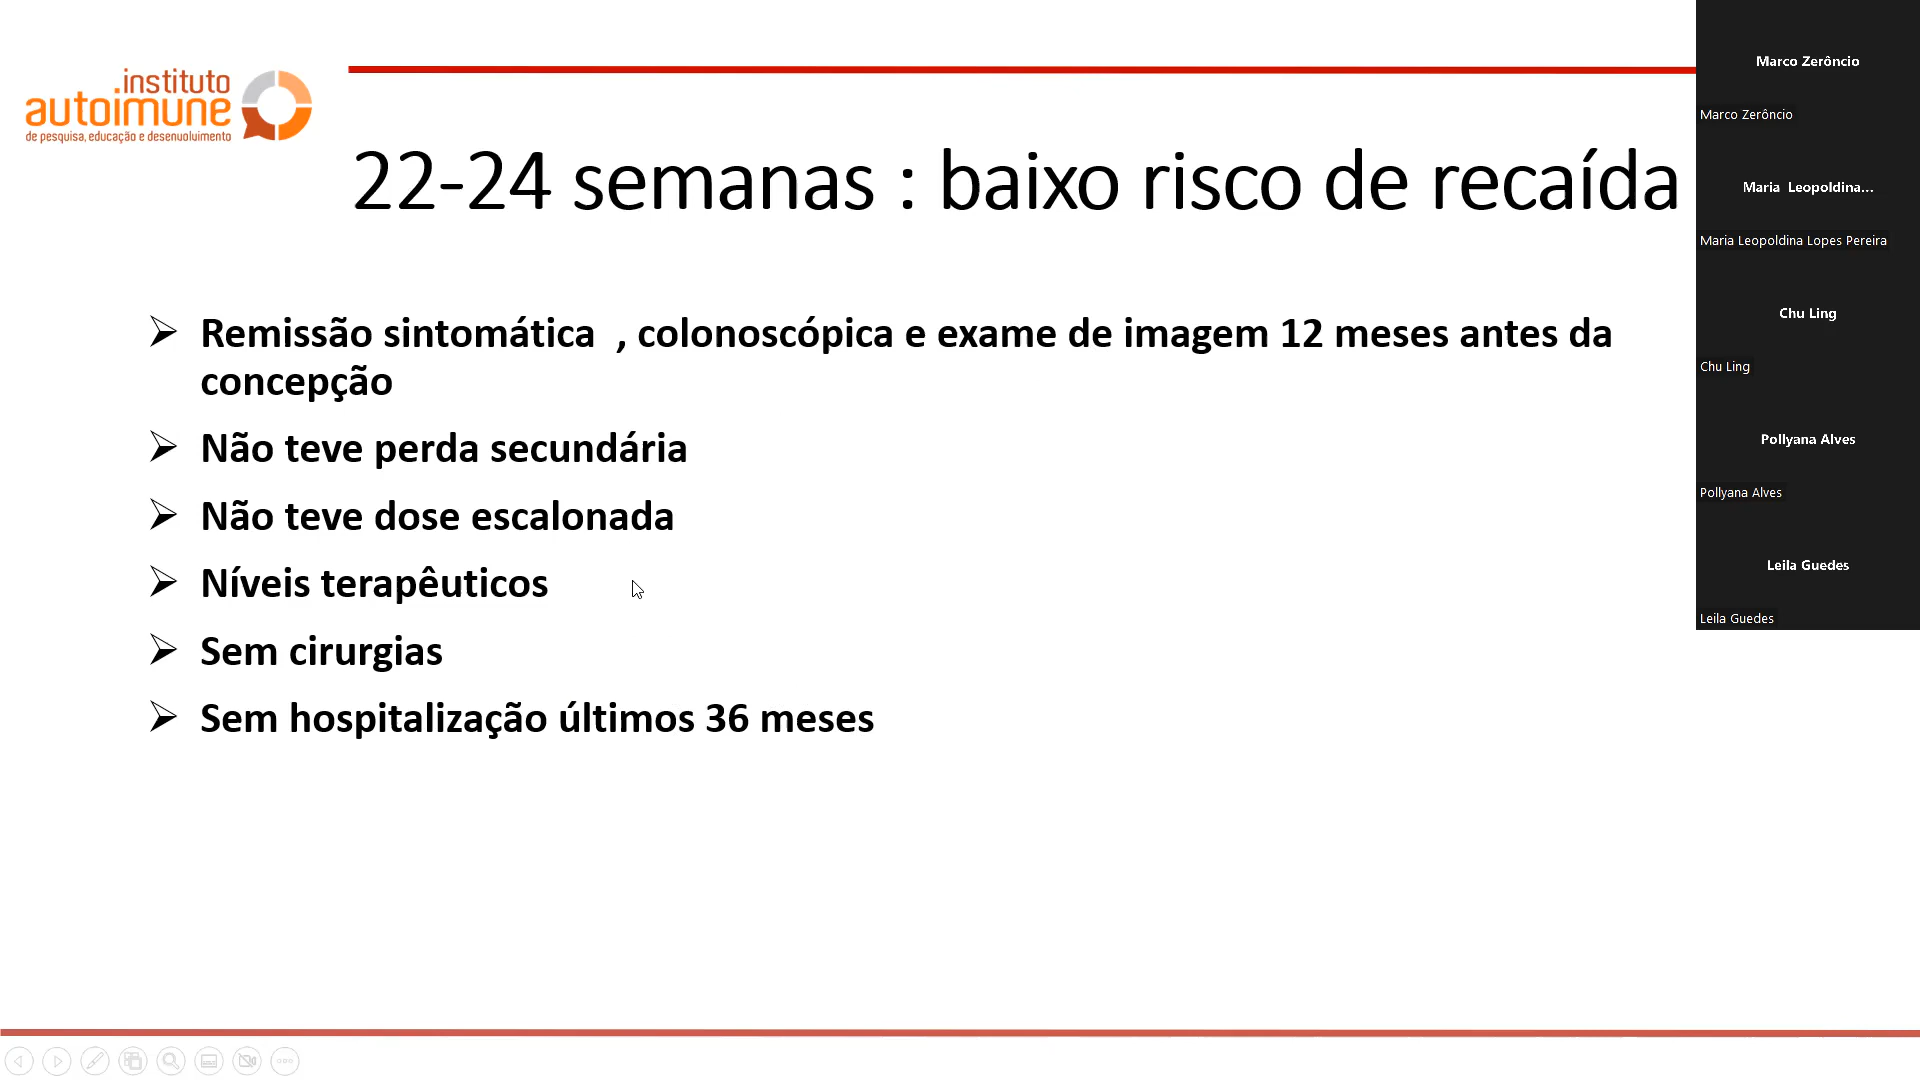 instituto
autoimune
de pesquisa, educação e desenvolvimento
22-24 semanas : baixo risco de recaída
Remissão sintomática , colonoscópica e exame de imagem 12 meses antes da
concepção
Não teve perda secundária
Não teve dose escalonada
Níveis terapêuticos
Sem cirurgias
Sem hospitalização últimos 36 meses
Marco Zerôncio
Marco Zerôncio
Maria Leopoldina...
Maria Leopoldina Lopes Pereira
Chu Ling
Chu Ling
Pollyana Alves
Pollyana Alves
Leila Guedes
Leila Guedes